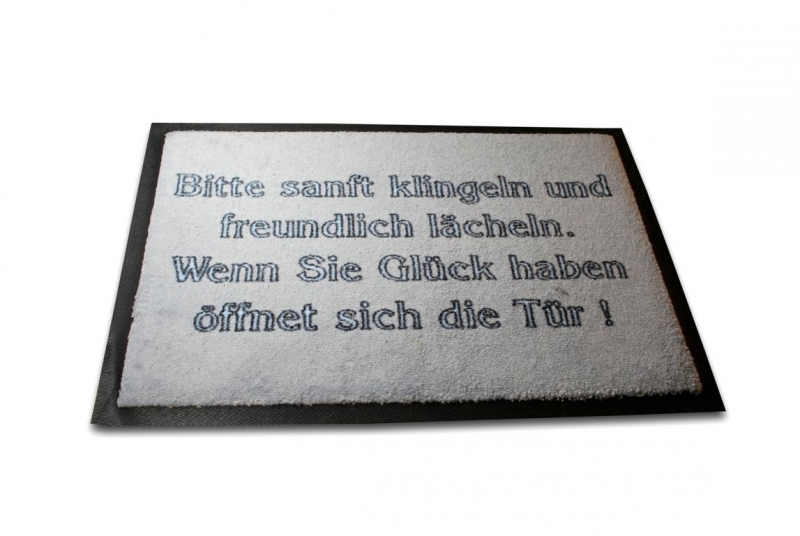 Bitte sanft klingeln und
freundlich lächeln.
Wenn Sie Glück haben
öffnet sich die Tür !